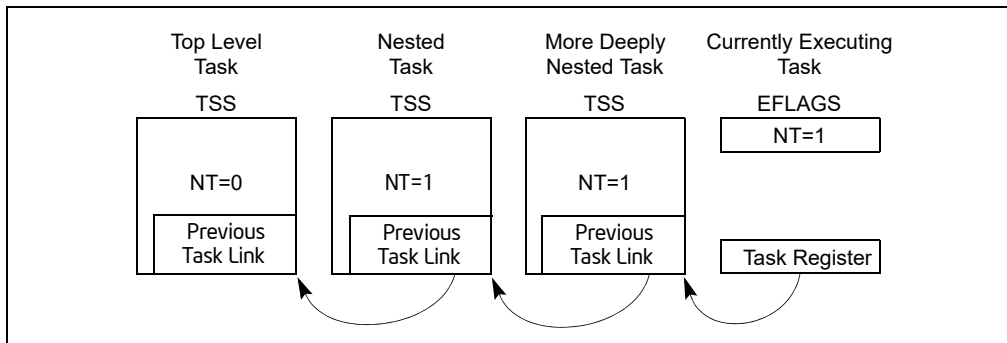 Top Level
Task
Nested
Task
More Deeply
Nested Task
Currently Executing
Task
TSS
TSS
TSS
EFLAGS
NT=1
NT=0
NT=1
NT=1
Previous
Task Link
Previous
Task Link
Previous
Task Link
Task Register